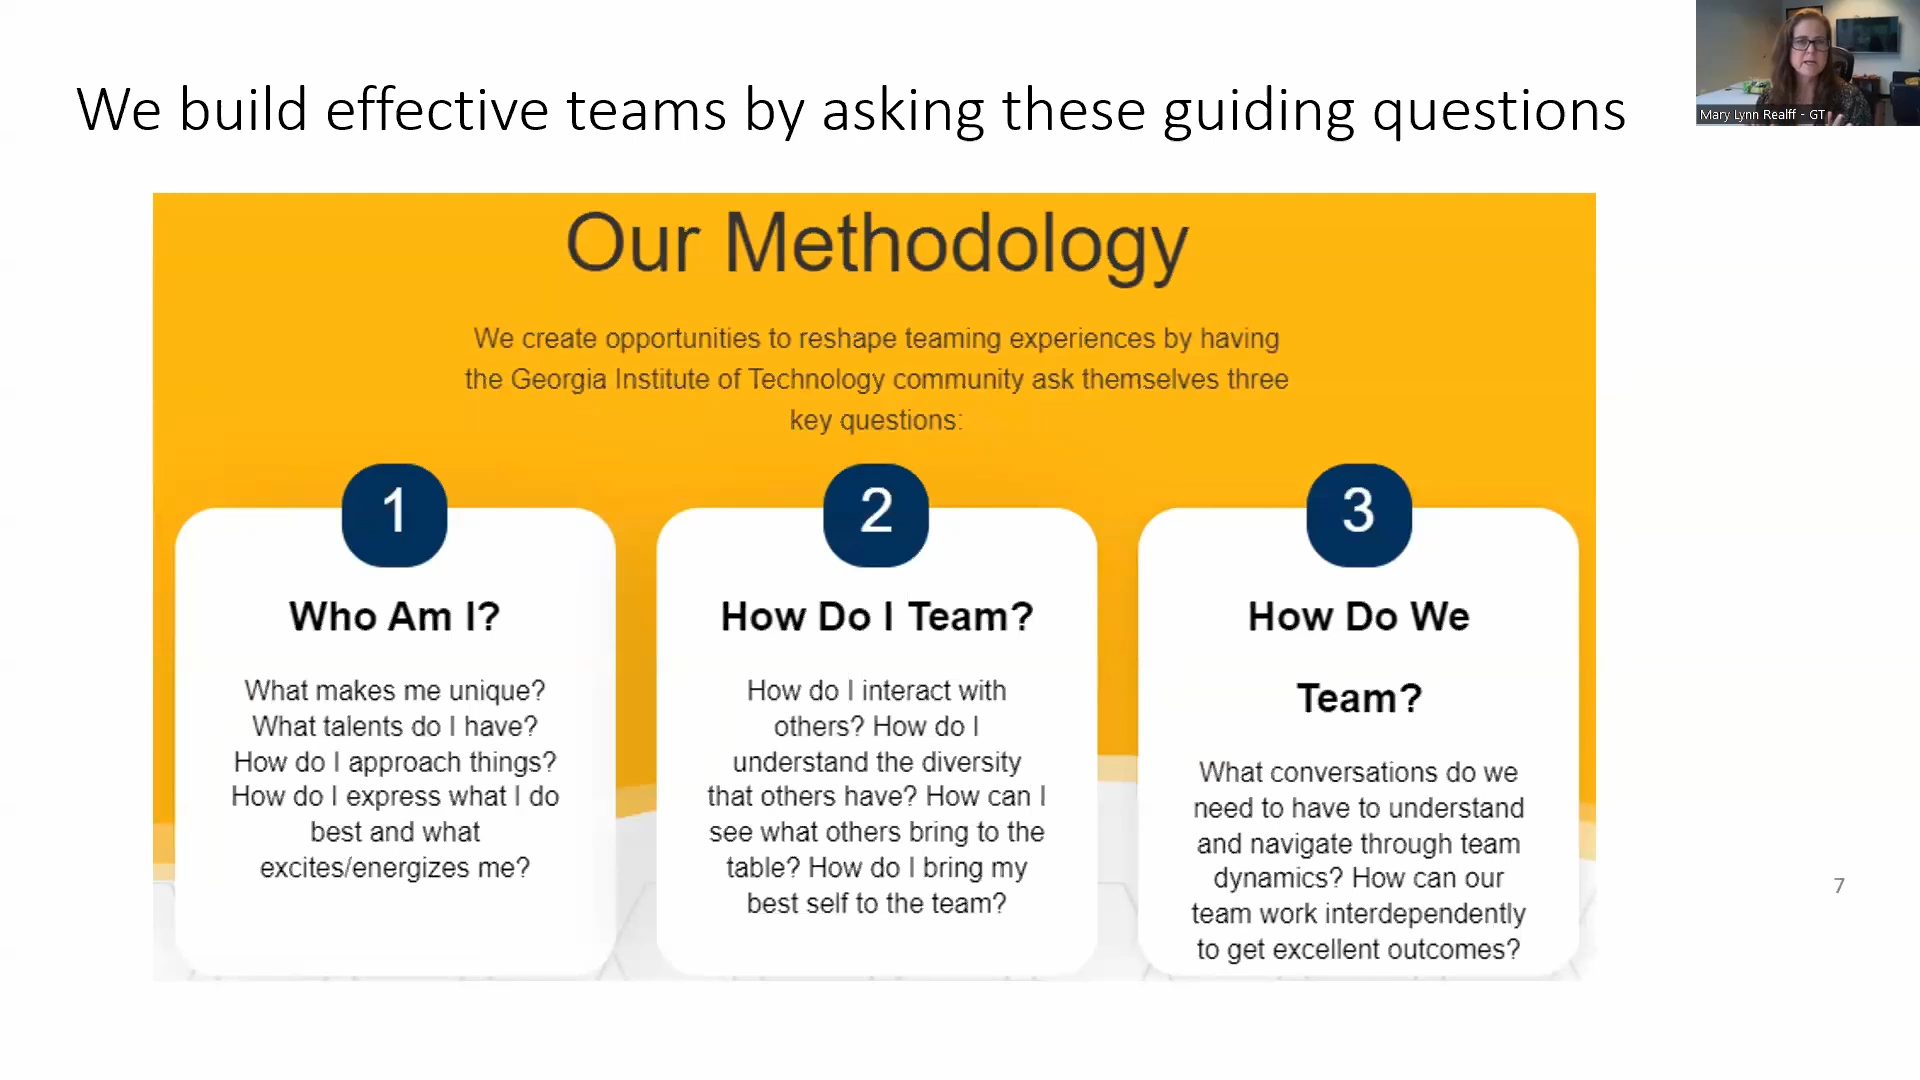 We build effective teams by asking these guiding questions
Mary Lynn Realff - GT
Our Methodology
We create opportunities to reshape teaming experiences by having
the Georgia Institute of Technology community ask themselves three
key questions:
1
Who Am I?
What makes me unique?
What talents do I have?
How do I approach things?
How do I express what I do
best and what
excites/energizes me?
2
How Do I Team?
How do I interact with
others? How do I
understand the diversity
that others have? How can I
see what others bring to the
table? How do I bring my
best self to the team?
3
How Do We
Team?
What conversations do we
need to have to understand
and navigate through team
dynamics? How can our
team work interdependently
to get excellent outcomes?
7